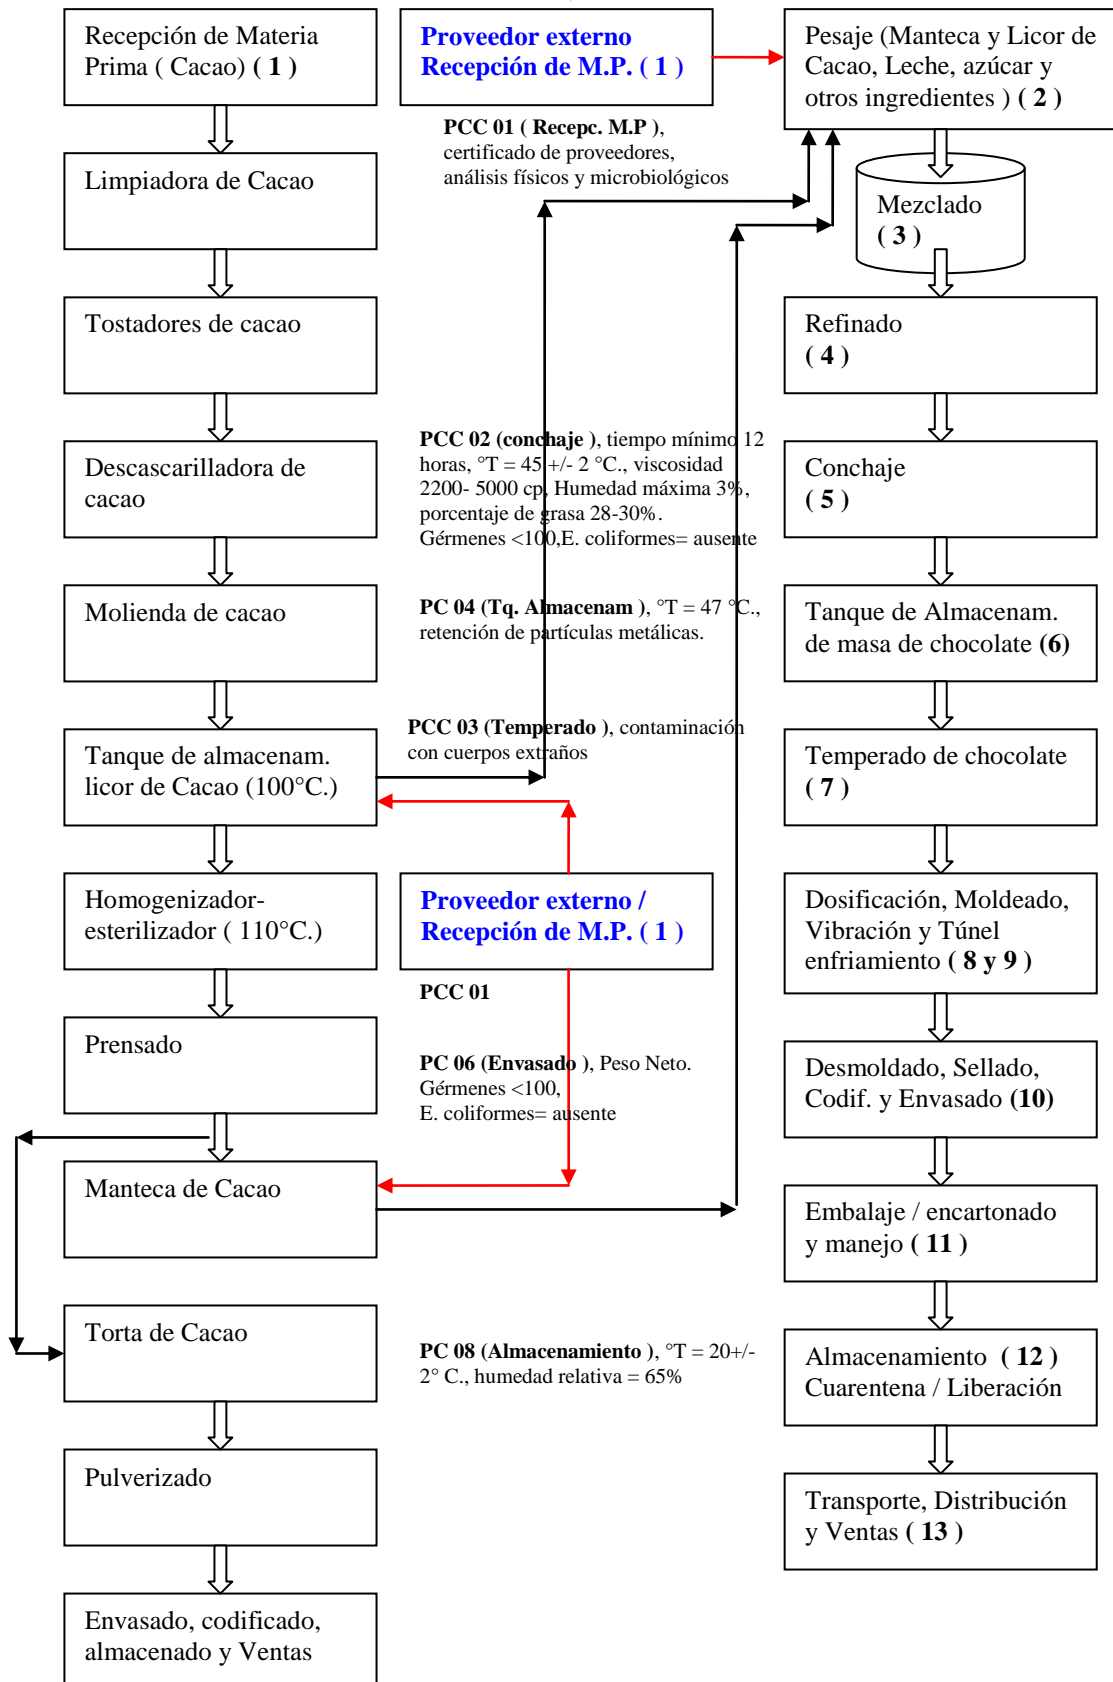 Recepción de Materia
Prima ( Cacao) ( 1 )
Limpiadora de Cacao
Tostadores de cacao
Descascarilladora de
cacao
Molienda de cacao
Tanque de almacenam.
licor de Cacao (100°C.)
Homogenizador-
esterilizador ( 110°C.)
Prensado
Manteca de Cacao
Torta de Cacao
Pulverizado
Envasado, codificado,
almacenado y Ventas
Proveedor externo
Recepción de M.P. ( 1 )
PCC 01 ( Recepc. M.P ),
certificado de proveedores,
análisis físicos y microbiológicos
PCC 02 (conchaje ), tiempo mínimo 12
horas, °T = 45 +/- 2 °C., viscosidad
2200- 5000 cp, Humedad máxima 3%,
porcentaje de grasa 28-30%.
Gérmenes <100,E. coliformes= ausente
PC 04 (Tq. Almacenam ), °T = 47 °C.,
retención de partículas metálicas.
PCC 03 (Temperado ), contaminación
con cuerpos extraños
Proveedor externo /
Recepción de M.P. ( 1 )
PCC 01
PC 06 (Envasado ), Peso Neto.
Gérmenes <100,
E. coliformes= ausente
PC 08 (Almacenamiento ), °T = 20+/-
2° C., humedad relativa = 65%
Pesaje (Manteca y Licor de
Cacao, Leche, azúcar y
otros ingredientes ) ( 2 )
Mezclado
( 3 )
Refinado
( 4 )
Conchaje
( 5 )
Tanque de Almacenam.
de masa de chocolate (6)
Temperado de chocolate
( 7 )
Dosificación, Moldeado,
Vibración y Túnel
enfriamiento ( 8 y 9 )
Desmoldado, Sellado,
Codif. y Envasado (10)
Embalaje / encartonado
y manejo ( 11 )
Almacenamiento ( 12 )
Cuarentena / Liberación
Transporte, Distribución
y Ventas ( 13 )